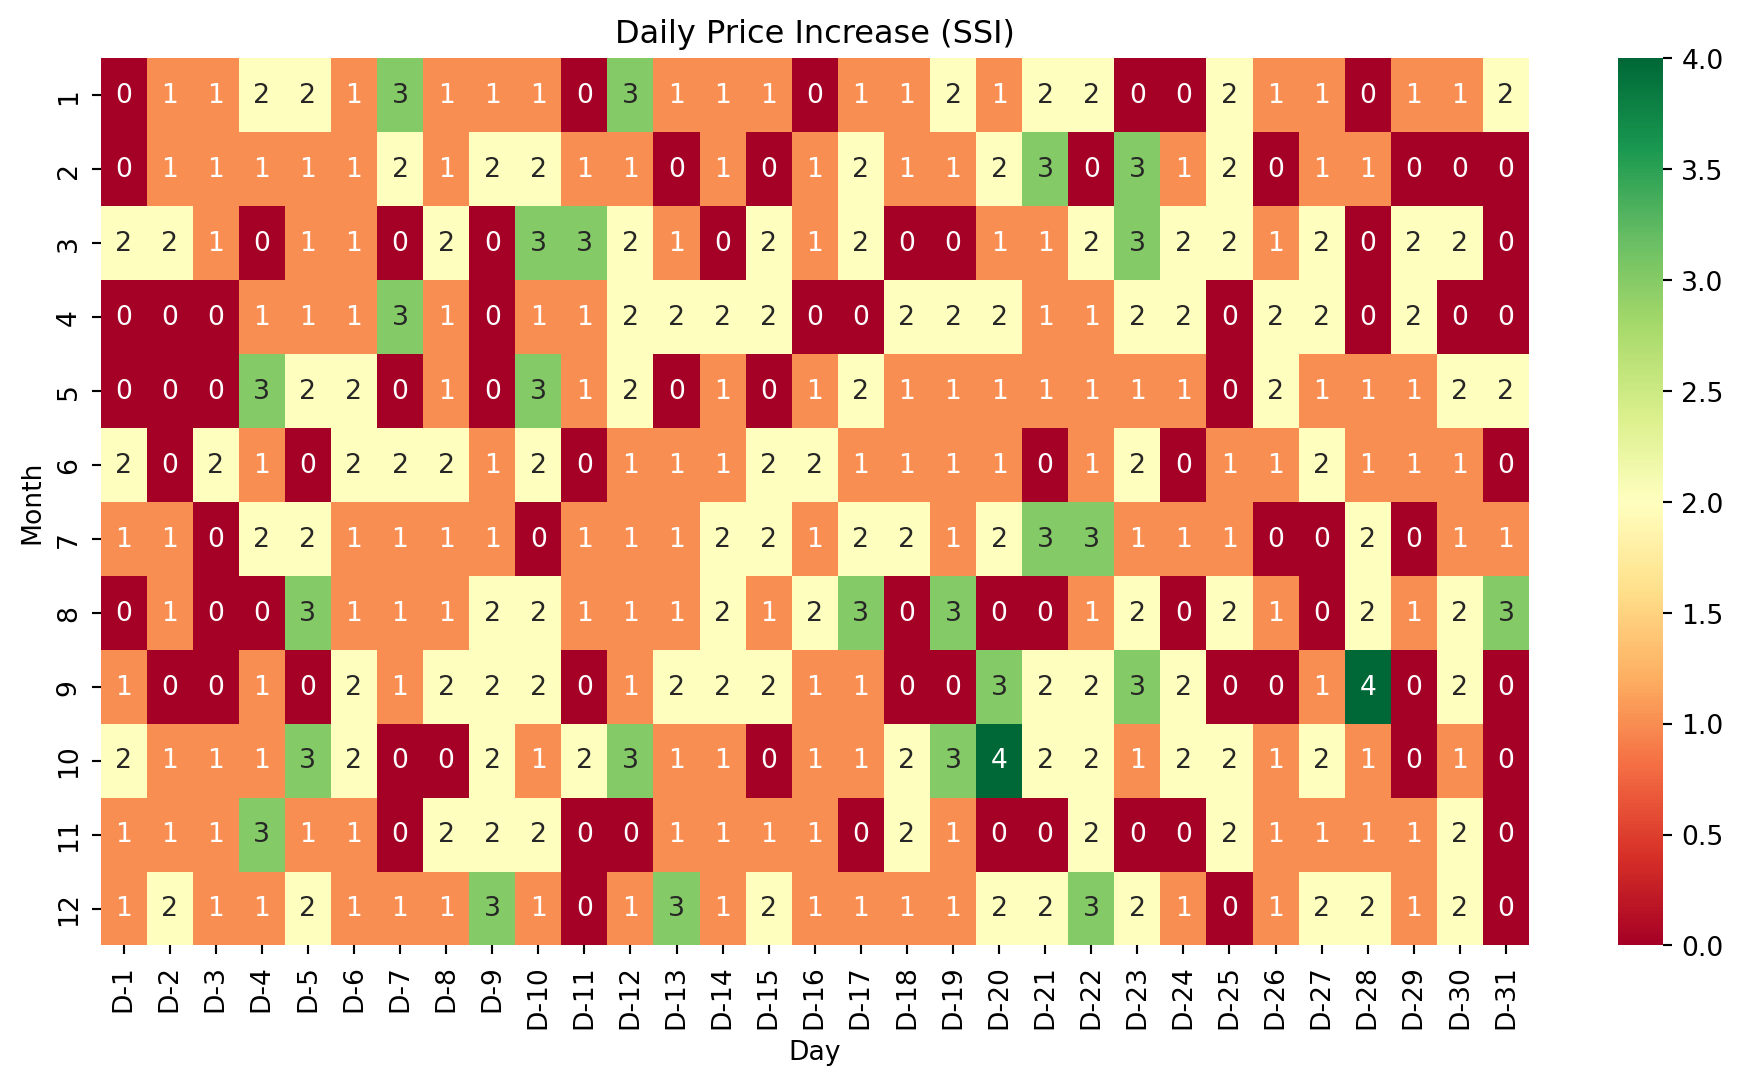 Daily Price Increase (SSI)
1 0 1 1 2 2 1 3 1 1 1 0 3 1 1 1 0 1 1 2 1 2 2 0 0 2 1 1 0 1 1 2
2 0 1 1 1 1 1 2 1 2 2 1 1 0 1 0 1 2 1 1 2 3 0 3 1 2 0 1 1 0 0 0
3 2 2 1 0 1 1 0 2 0 3 3 2 1 0 2 1 2 0 0 1 1 2 3 2 2 1 2 0 2 2 0
4 0 0 0 1 1 1 3 1 0 1 1 2 2 2 2 0 0 2 2 2 1 1 2 2 0 2 2 0 2 0 0
5 0 0 0 3 2 2 0 1 0 3 1 2 0 1 0 1 2 1 1 1 1 1 1 1 0 2 1 1 1 2 2
6 2 0 2 1 0 2 2 2 1 2 0 1 1 1 2 2 1 1 1 1 0 1 2 0 1 1 2 1 1 1 0
7 1 1 0 2 2 1 1 1 1 0 1 1 1 2 2 1 2 2 1 2 3 3 1 1 1 0 0 2 0 1 1
8 0 1 0 0 3 1 1 1 2 2 1 1 1 2 1 2 3 0 3 0 0 1 2 0 2 1 0 2 1 2 3
9 1 0 0 1 0 2 1 2 2 2 0 1 2 2 2 1 1 0 0 3 2 2 3 2 0 0 1 4 0 2 0
10 2 1 1 1 3 2 0 0 2 1 2 3 1 1 0 1 1 2 3 4 2 2 1 2 2 1 2 1 0 1 0
11 1 1 1 3 1 1 0 2 2 2 0 0 1 1 1 1 0 2 1 0 0 2 0 0 2 1 1 1 1 2 0
12 1 2 1 1 2 1 1 1 3 1 0 1 3 1 2 1 1 1 1 2 2 3 2 1 0 1 2 2 1 2 0
Month
D-1 D-2 D-3 D-4 D-5 D-6 D-7 D-8 D-9 D-10 D-11 D-12 D-13 D-14 D-15 D-16 D-17 D-18 D-19 D-20 D-21 D-22 D-23 D-24 D-25 D-26 D-27 D-28 D-29 D-30 D-31
Day
4.0
3.5
3.0
2.5
2.0
1.5
1.0
0.5
0.0